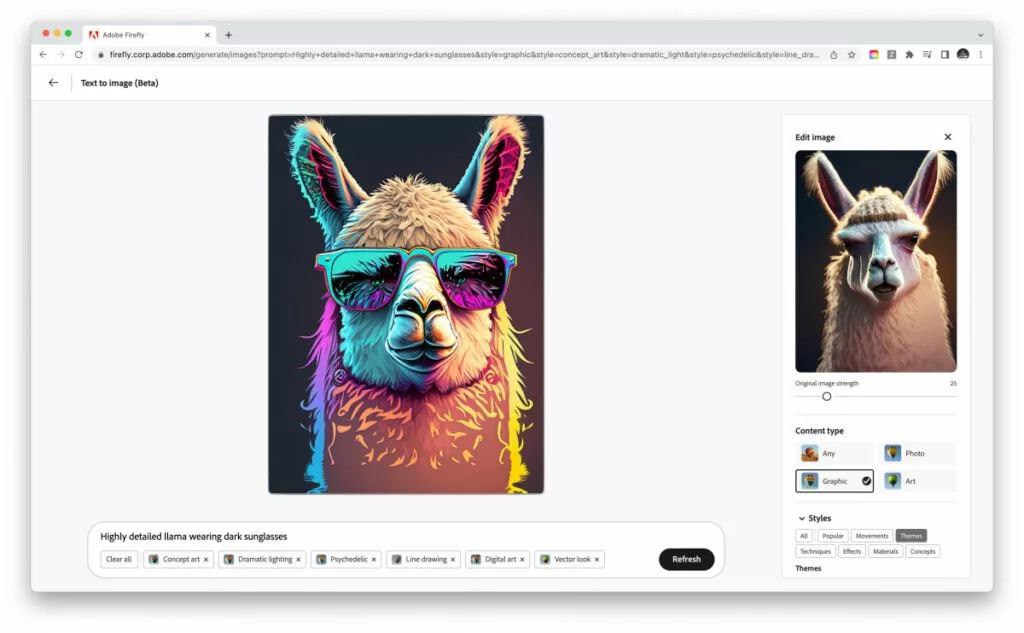 Adobe Firefly
firefly.corp.adobe.com/generate/images?prompt=Highly+detailed+llama+wearing+dark+sunglasses&style=graphic&style=concept_art&style=dramatic_light&style=psychedelic&style=line_dra...
Text to image (Beta)
Edit image
Original image strength 25
Content type
Any Photo
Graphic Art
Styles
All Popular Movements Themes
Techniques Effects Materials Concepts
Themes
Highly detailed llama wearing dark sunglasses
Clear all Concept art × Dramatic lighting × Psychedelic × Line drawing × Digital art × Vector look × Refresh